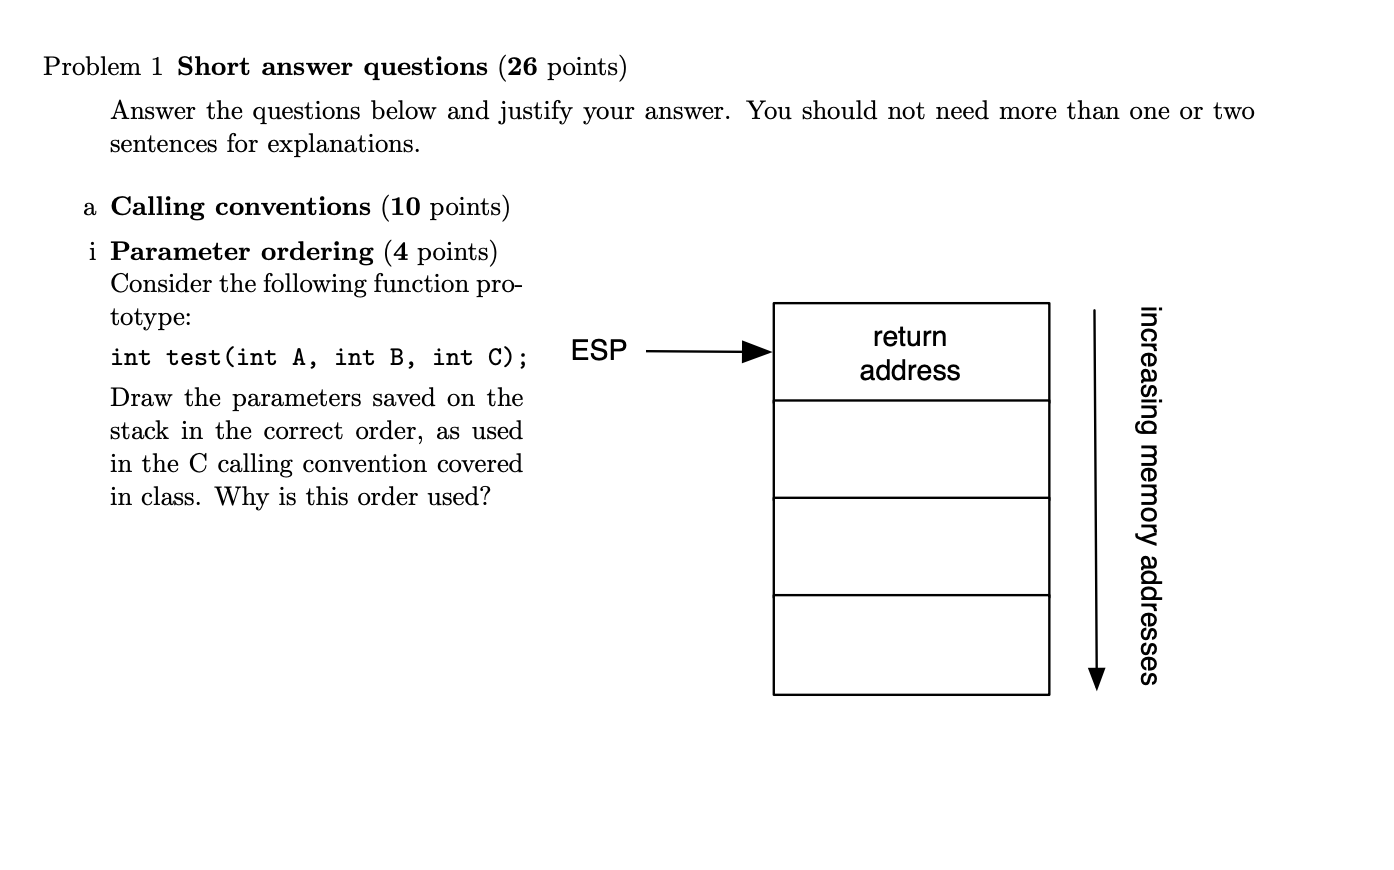 Problem 1 Short answer questions (26 points)
Answer the questions below and justify your answer. You should not need more than one or two
sentences for explanations.
a Calling conventions (10 points)
i Parameter ordering (4 points)
Consider the following function pro-
totype:
int test(int A, int B, int C);
Draw the parameters saved on the
stack in the correct order, as used
in the C calling convention covered
in class. Why is this order used?
ESP
return
address
increasing memory addresses